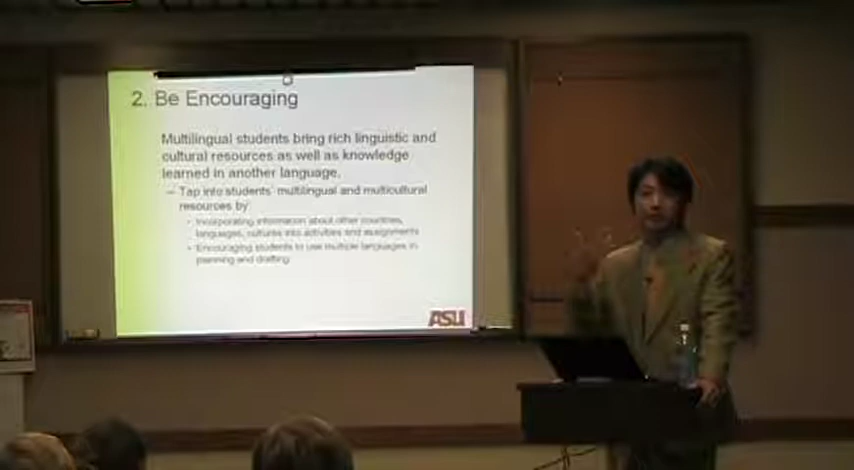 2. Be Encouraging
Multilingual students bring rich linguistic and
cultural resources as well as knowledge
learned in another language.
– Tap into students' multilingual and multicultural
resources by
• Incorporating information about other countries,
languages, cultures into activities and assignments
• Encouraging students to use multiple languages in
planning and drafting
ASU